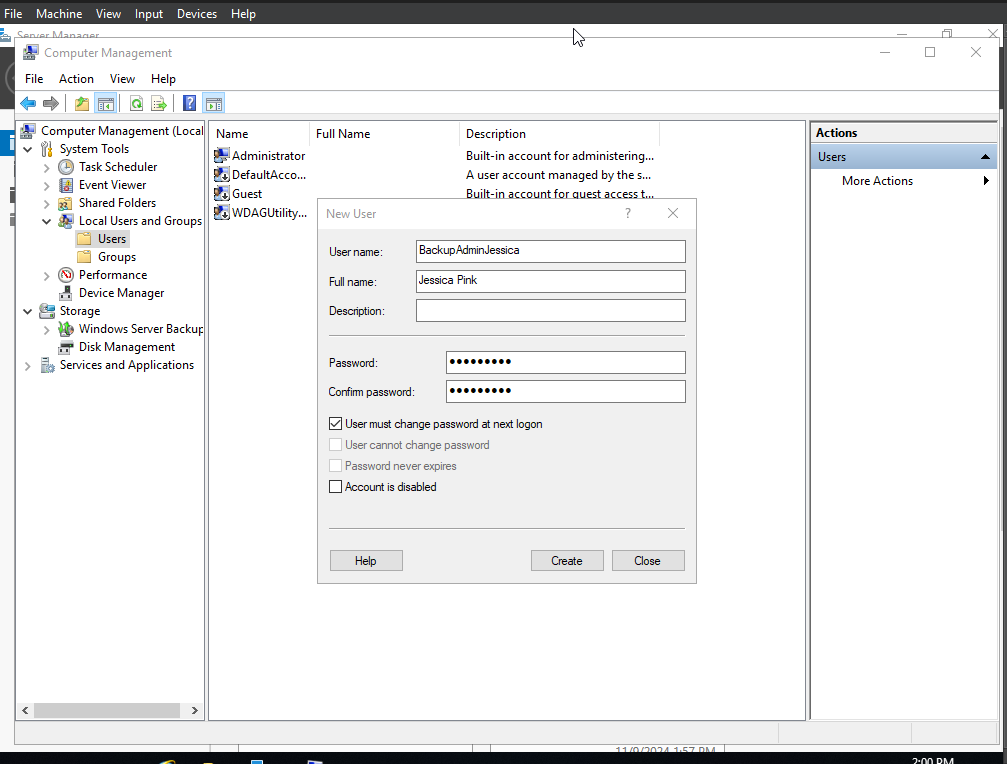 File Machine View Input Devices Help
Server Manager
Computer Management
File Action View Help
Computer Management (Local
System Tools
Task Scheduler
Event Viewer
Shared Folders
Local Users and Groups
Users
Groups
Performance
Device Manager
Storage
Windows Server Backup
Disk Management
Services and Applications
Name Full Name Description
Administrator Built-in account for administering...
DefaultAcco... A user account managed by the s...
Guest Built-in account for guest access t...
WDAGUtility...
Actions
Users
More Actions
New User ?
User name: BackupAdminJessica
Full name: Jessica Pink
Description:
Password: •••••••••
Confirm password: •••••••••
User must change password at next logon
User cannot change password
Password never expires
Account is disabled
Help Create Close
11/9/2024 1:57 PM
2:00 PM